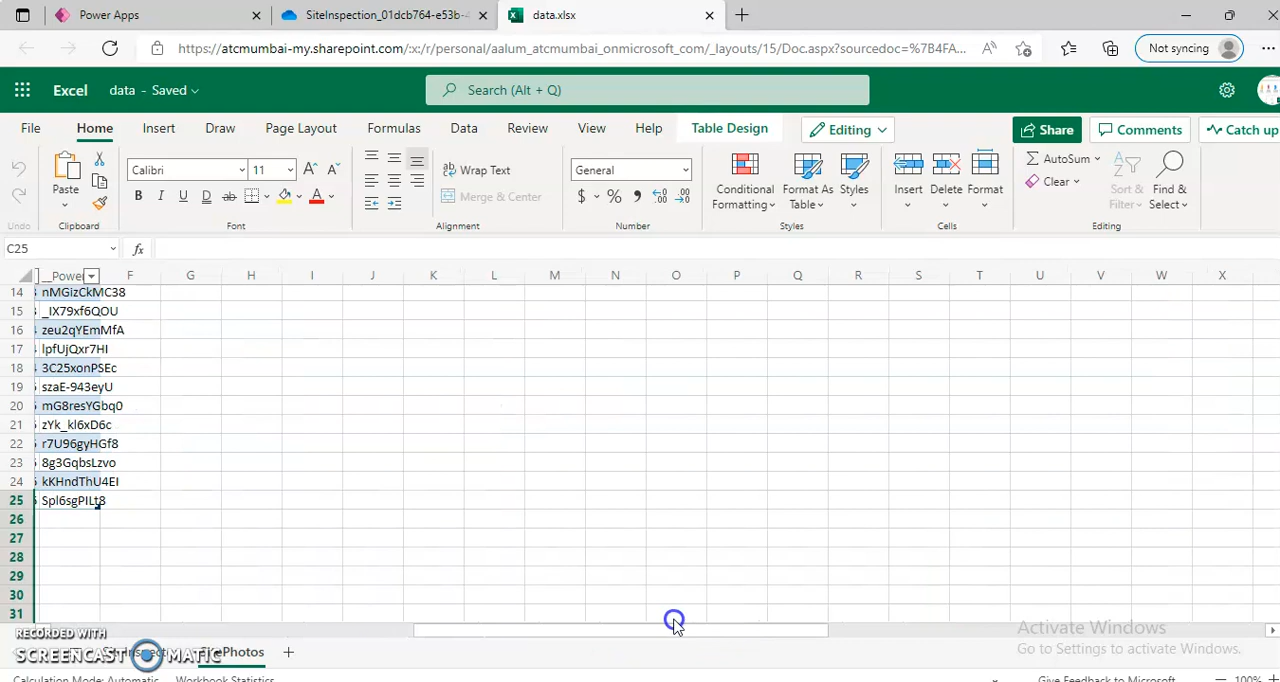 Power Apps
SiteInspection_01dcb764-e53b-4
data.xlsx
https://atcmumbai-my.sharepoint.com/:x:/r/personal/aalum_atcmumbai_onmicrosoft_com/_layouts/15/Doc.aspx?sourcedoc=%7B4FA...
Not syncing
Excel data - Saved
Search (Alt + Q)
File Home Insert Draw Page Layout Formulas Data Review View Help Table Design Editing Share Comments Catch up
Paste Calibri 11 Wrap Text General Conditional Formatting Format As Table Styles Insert Delete Format AutoSum Sort & Filter Find & Select
Merge & Center Clear
Undo Clipboard Font Alignment Number Styles Cells Editing
C25 fx
__Power F G H I J K L M N O P Q R S T U V W X
14 nMGizCkMC38
15 _IX79xf6QOU
16 zeu2qYEmMfA
17 lpfUjQxr7HI
18 3C25xonPSEc
19 szaE-943eyU
20 mG8resYGbq0
21 zYk_kl6xD6c
22 r7U96gyHGf8
23 8g3GqbsLzvo
24 kKHndThU4EI
25 Spl6sgPILt8
26
27
28
29
30
31
Activate Windows
Go to Settings to activate Windows.
RECORDED WITH
SCREENCAST MATIC
Photos
Calculation Mode: Automatic Workbook Statistics Give Feedback to Microsoft 100%